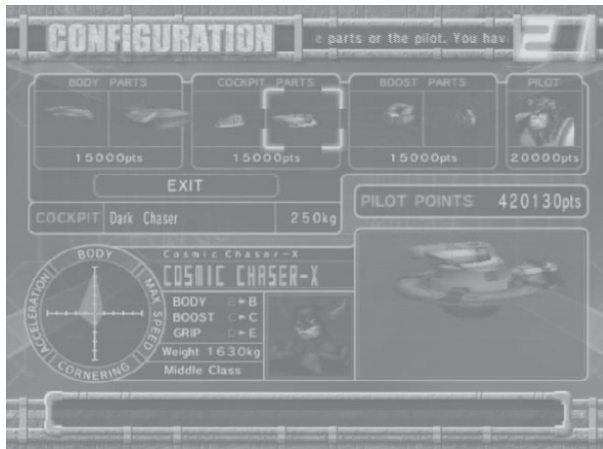 CONFIGURATION
e parts or the pilot. You hav
21
BODY PARTS
COCKPIT PARTS
BOOST PARTS
PILOT
15000pts
15000pts
15000pts
20000pts
EXIT
PILOT POINTS 420130pts
COCKPIT Dark Chaser 250kg
Cosmic Chaser-X
COSMIC CHASER-X
BODY B►B
BOOST C►C
GRIP D►E
Weight 1630kg
Middle Class
BODY
MAX SPEED
CORNERING
ACCELERATION